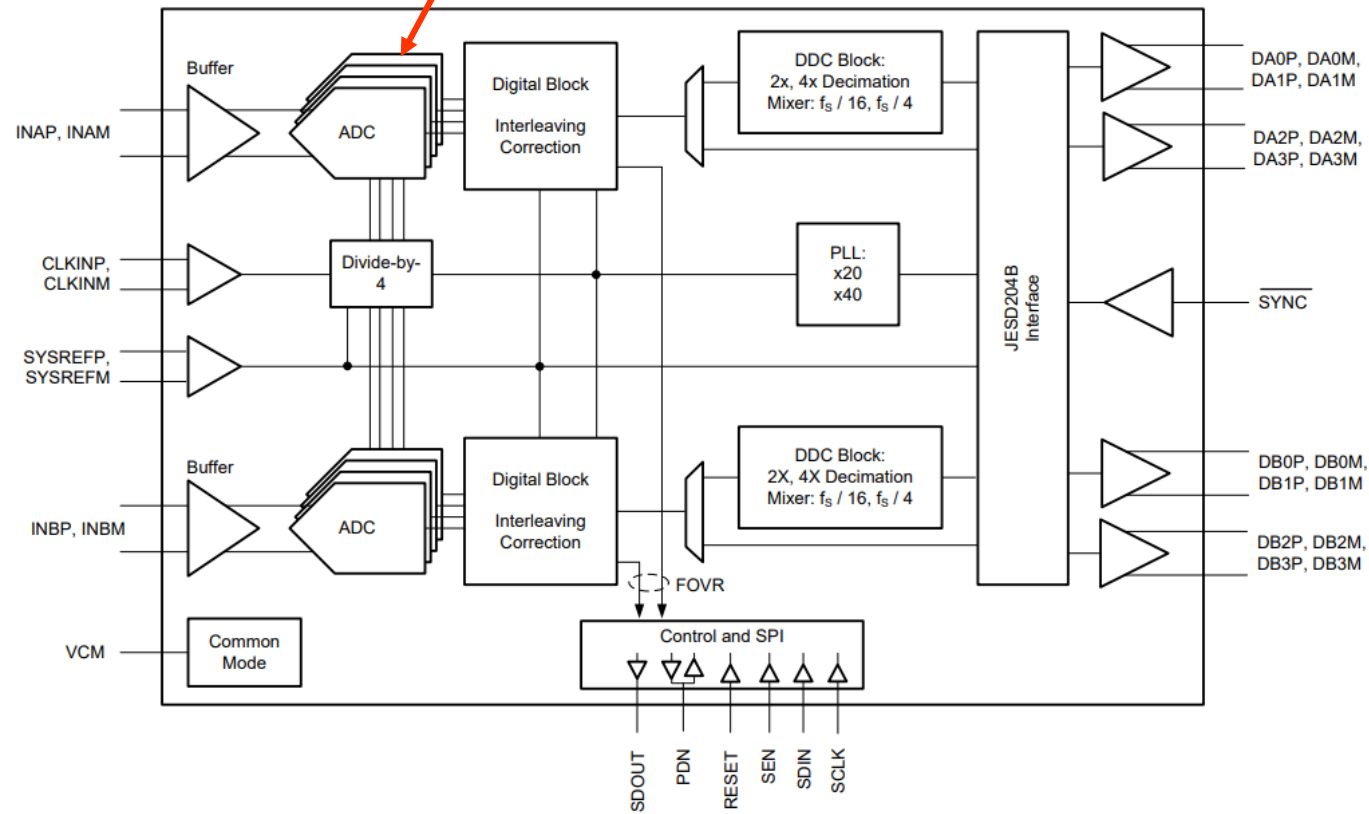 Buffer
INAP, INAM
ADC
Digital Block
Interleaving
Correction
DDC Block:
2x, 4x Decimation
Mixer: fS / 16, fS / 4
DA0P, DA0M,
DA1P, DA1M
DA2P, DA2M,
DA3P, DA3M
CLKINP,
CLKINM
Divide-by-
4
PLL:
x20
x40
JESD204B
Interface
SYNC
SYSREFP,
SYSREFM
Buffer
INBP, INBM
ADC
Digital Block
Interleaving
Correction
DDC Block:
2X, 4X Decimation
Mixer: fS / 16, fS / 4
DB0P, DB0M,
DB1P, DB1M
DB2P, DB2M,
DB3P, DB3M
FOVR
VCM
Common
Mode
Control and SPI
SDOUT
PDN
RESET
SEN
SDIN
SCLK